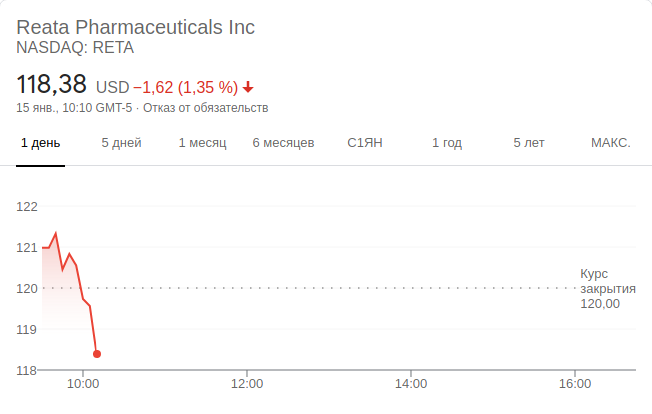 Reata Pharmaceuticals Inc
NASDAQ: RETA
118,38 USD −1,62 (1,35 %)
15 янв., 10:10 GMT-5 · Отказ от обязательств
1 день 5 дней 1 месяц 6 месяцев С1ЯН 1 год 5 лет МАКС.
122
121
120
119
118
Курс
закрытия
120,00
10:00 12:00 14:00 16:00